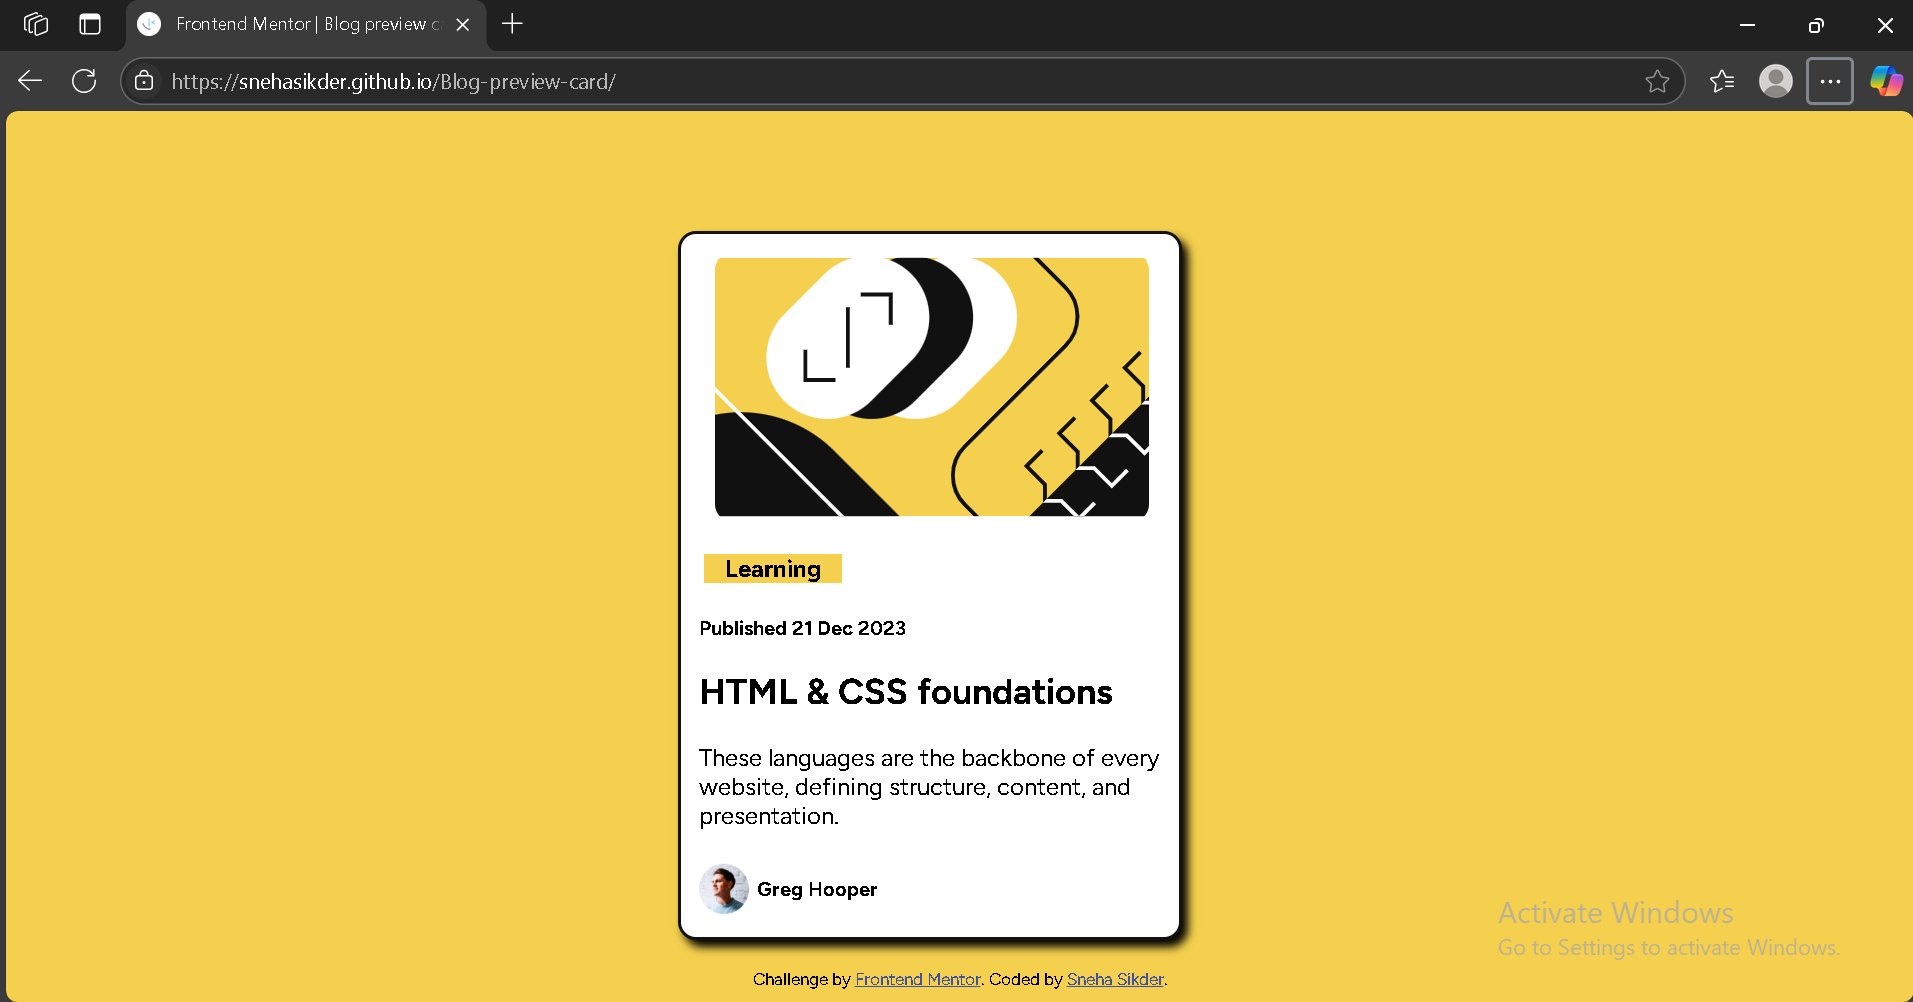 Frontend Mentor | Blog preview c
https://snehasikder.github.io/Blog-preview-card/
Learning
Published 21 Dec 2023
HTML & CSS foundations
These languages are the backbone of every
website, defining structure, content, and
presentation.
Greg Hooper
Activate Windows
Go to Settings to activate Windows.
Challenge by Frontend Mentor. Coded by Sneha Sikder.